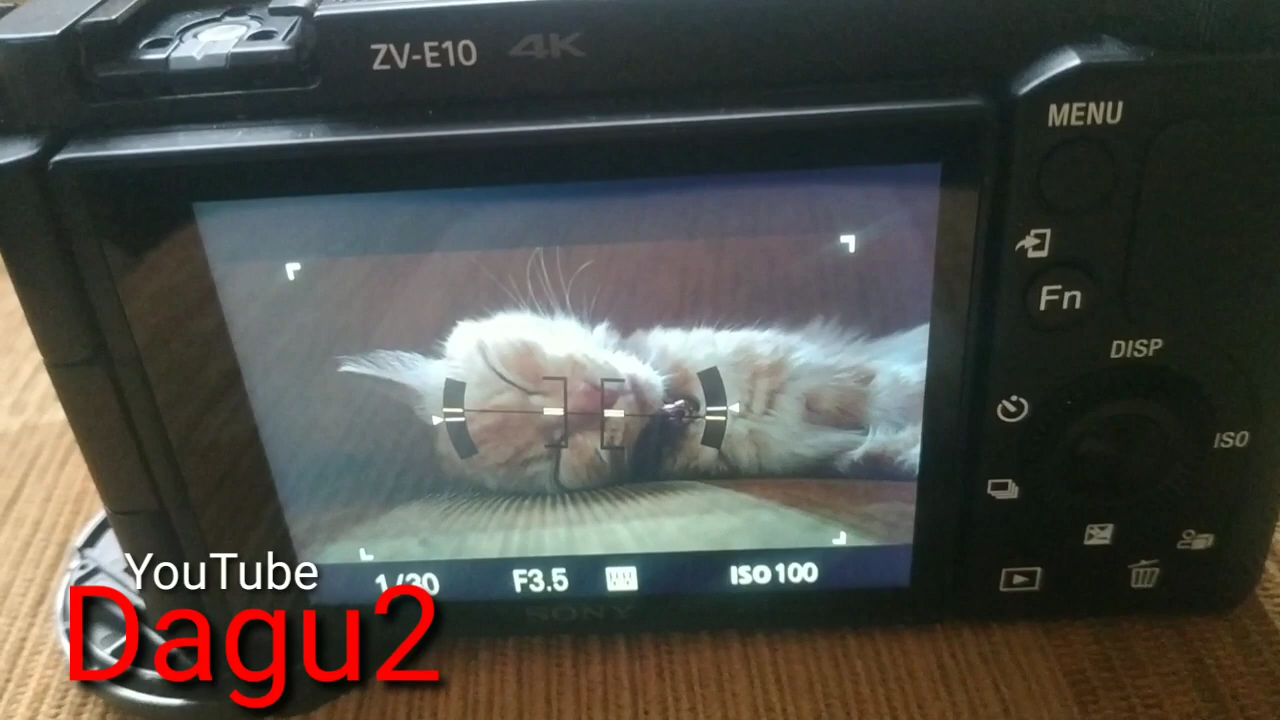 ZV-E10 4K
MENU
Fn
DISP
ISO
1/30 F3.5 ISO 100
SONY
YouTube
Dagu2